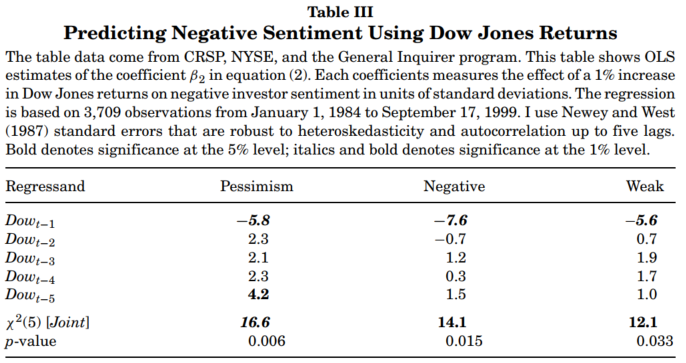 Table III
Predicting Negative Sentiment Using Dow Jones Returns
The table data come from CRSP, NYSE, and the General Inquirer program. This table shows OLS
estimates of the coefficient β₂ in equation (2). Each coefficients measures the effect of a 1% increase
in Dow Jones returns on negative investor sentiment in units of standard deviations. The regression
is based on 3,709 observations from January 1, 1984 to September 17, 1999. I use Newey and West
(1987) standard errors that are robust to heteroskedasticity and autocorrelation up to five lags.
Bold denotes significance at the 5% level; italics and bold denotes significance at the 1% level.
Regressand Pessimism Negative Weak
Dowₜ₋₁ −5.8 −7.6 −5.6
Dowₜ₋₂ 2.3 −0.7 0.7
Dowₜ₋₃ 2.1 1.2 1.9
Dowₜ₋₄ 2.3 0.3 1.7
Dowₜ₋₅ 4.2 1.5 1.0
χ²(5) [Joint] 16.6 14.1 12.1
p-value 0.006 0.015 0.033